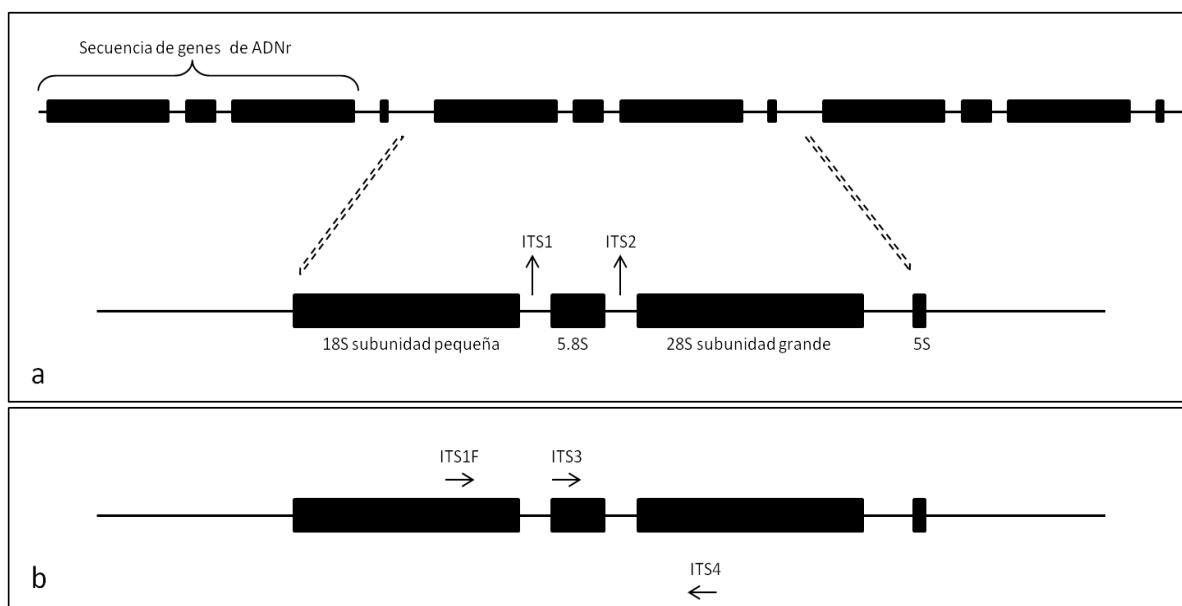 Secuencia de genes de ADNr
ITS1
ITS2
18S subunidad pequeña
5.8S
28S subunidad grande
5S
a
ITS1F
ITS3
ITS4
b